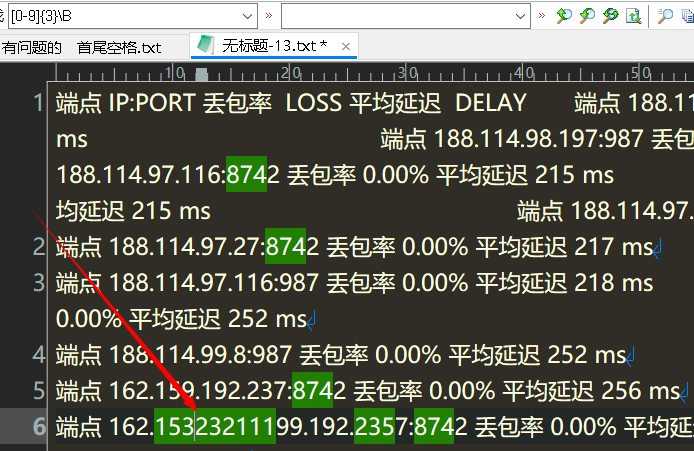 [0-9]{3}\B
有问题的 首尾空格.txt 无标题-13.txt *
10 20 30 40 50
1 端点 IP:PORT 丢包率 LOSS 平均延迟 DELAY 端点 188.11
ms 端点 188.114.98.197:987 丢包
188.114.97.116:8742 丢包率 0.00% 平均延迟 215 ms
均延迟 215 ms 端点 188.114.97.
2 端点 188.114.97.27:8742 丢包率 0.00% 平均延迟 217 ms
3 端点 188.114.97.116:987 丢包率 0.00% 平均延迟 218 ms
0.00% 平均延迟 252 ms
4 端点 188.114.99.8:987 丢包率 0.00% 平均延迟 252 ms
5 端点 162.159.192.237:8742 丢包率 0.00% 平均延迟 256 ms
6 端点 162.15323211199.192.2357:8742 丢包率 0.00% 平均延